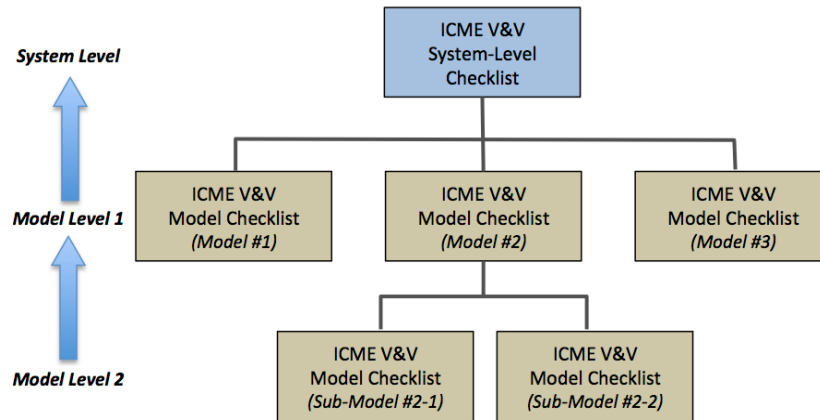 ICME V&V
System-Level
Checklist
System Level
ICME V&V
Model Checklist
(Model #1)
ICME V&V
Model Checklist
(Model #2)
ICME V&V
Model Checklist
(Model #3)
Model Level 1
ICME V&V
Model Checklist
(Sub-Model #2-1)
ICME V&V
Model Checklist
(Sub-Model #2-2)
Model Level 2